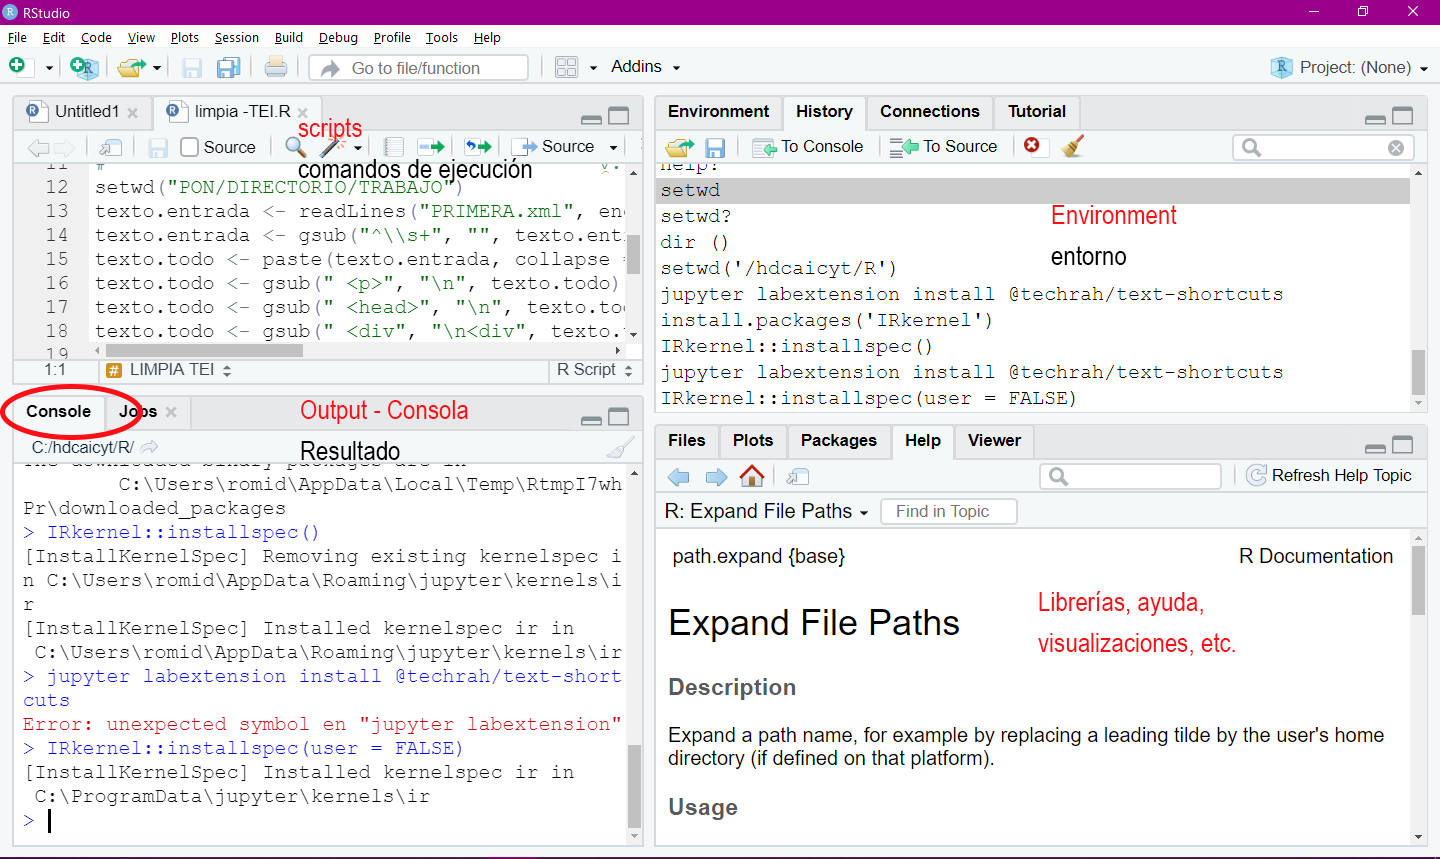 RStudio
File Edit Code View Plots Session Build Debug Profile Tools Help
Go to file/function Addins Project: (None)
Untitled1 limpia -TEI.R
scripts
Source Source
comandos de ejecución
11 #
12 setwd("PON/DIRECTORIO/TRABAJO")
13 texto.entrada <- readLines("PRIMERA.xml", en
14 texto.entrada <- gsub("^\\s+", "", texto.ent
15 texto.todo <- paste(texto.entrada, collapse
16 texto.todo <- gsub(" <p>", "\n", texto.todo)
17 texto.todo <- gsub(" <head>", "\n", texto.to
18 texto.todo <- gsub(" <div", "\n<div", texto.
19
1:1 # LIMPIA TEI R Script
Console Jobs
Output - Consola
C:/hdcaicyt/R/
Resultado
The downloaded binary packages are in
C:\Users\romid\AppData\Local\Temp\RtmpI7wh
Pr\downloaded_packages
> IRkernel::installspec()
[InstallKernelSpec] Removing existing kernelspec i
n C:\Users\romid\AppData\Roaming\jupyter\kernels\i
r
[InstallKernelSpec] Installed kernelspec ir in
C:\Users\romid\AppData\Roaming\jupyter\kernels\ir
> jupyter labextension install @techrah/text-short
cuts
Error: unexpected symbol en "jupyter labextension"
> IRkernel::installspec(user = FALSE)
[InstallKernelSpec] Installed kernelspec ir in
C:\ProgramData\jupyter\kernels\ir
>
Environment History Connections Tutorial
To Console To Source
help?
setwd
setwd?
Environment
dir ()
entorno
setwd('/hdcaicyt/R')
jupyter labextension install @techrah/text-shortcuts
install.packages('IRkernel')
IRkernel::installspec()
jupyter labextension install @techrah/text-shortcuts
IRkernel::installspec(user = FALSE)
Files Plots Packages Help Viewer
Refresh Help Topic
R: Expand File Paths Find in Topic
path.expand {base} R Documentation
Expand File Paths
Librerías, ayuda,
visualizaciones, etc.
Description
Expand a path name, for example by replacing a leading tilde by the user's home
directory (if defined on that platform).
Usage